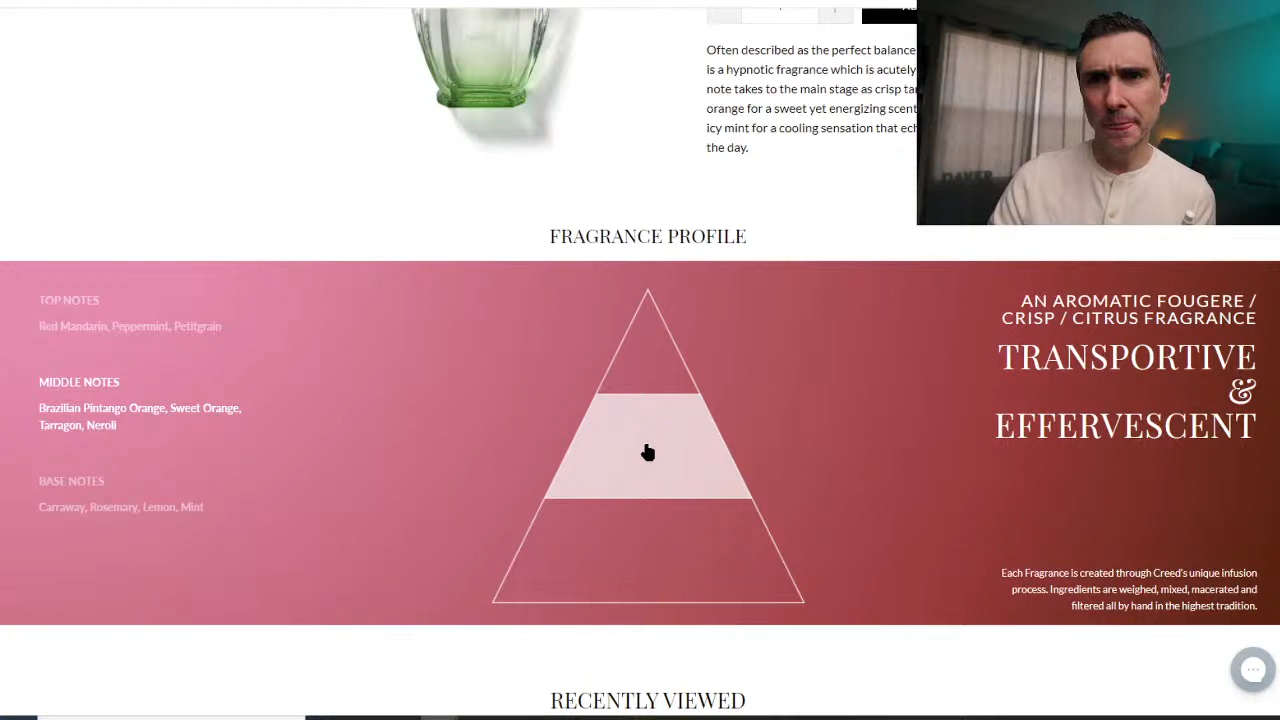 Often described as the perfect balance
is a hypnotic fragrance which is acutely
note takes to the main stage as crisp
orange for a sweet yet energizing scent
icy mint for a cooling sensation that
the day.
FRAGRANCE PROFILE
TOP NOTES
Red Mandarin, Peppermint, Petitgrain
MIDDLE NOTES
Brazilian Pintango Orange, Sweet Orange,
Tarragon, Neroli
BASE NOTES
Carraway, Rosemary, Lemon, Mint
AN AROMATIC FOUGERE /
CRISP / CITRUS FRAGRANCE
TRANSPORTIVE
&
EFFERVESCENT
Each Fragrance is created through Creed's unique infusion
process. Ingredients are weighed, mixed, macerated and
filtered all by hand in the highest tradition.
RECENTLY VIEWED